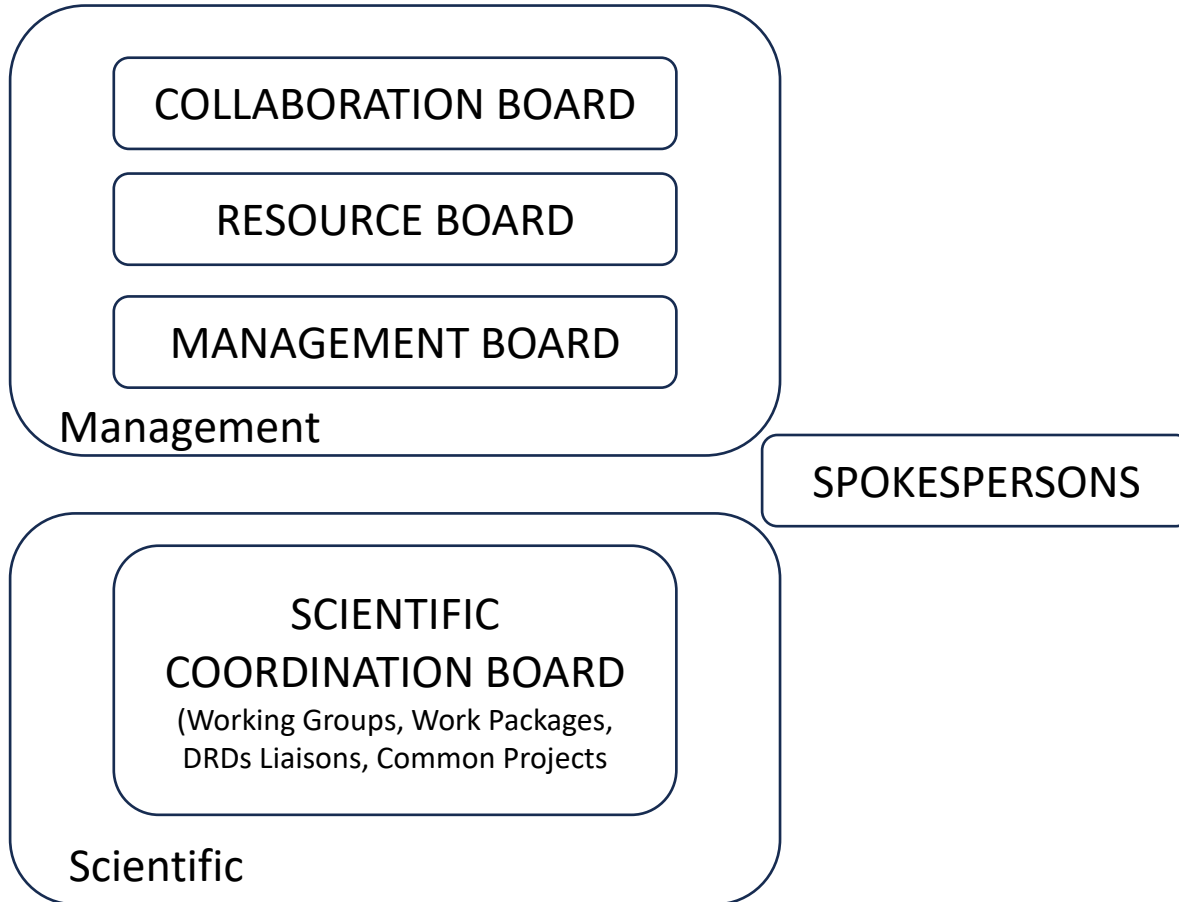 COLLABORATION BOARD
RESOURCE BOARD
MANAGEMENT BOARD
Management
SPOKESPERSONS
SCIENTIFIC
COORDINATION BOARD
(Working Groups, Work Packages,
DRDs Liaisons, Common Projects
Scientific